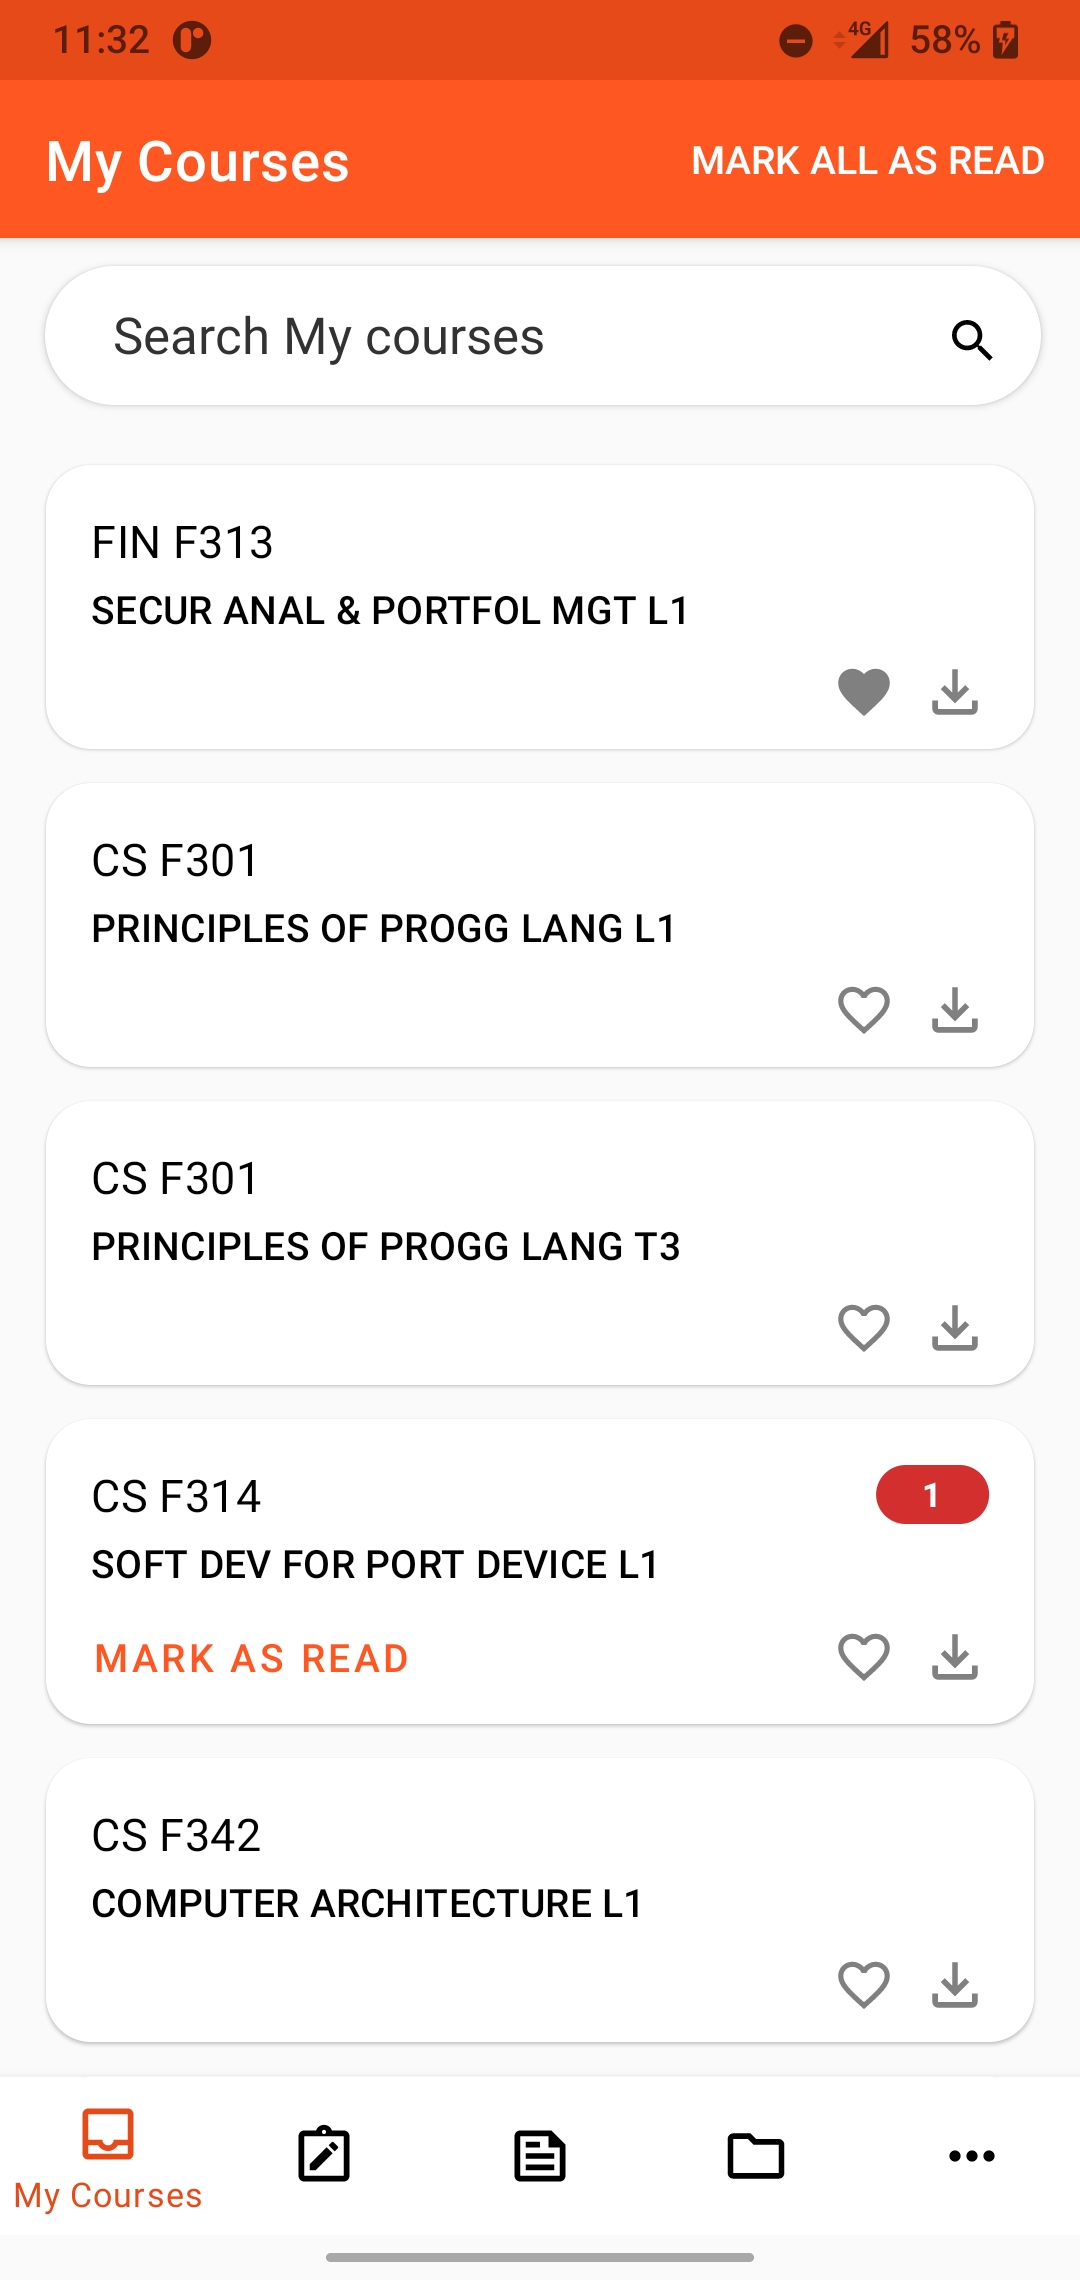 11:32
4G 58%
My Courses MARK ALL AS READ
Search My courses
FIN F313
SECUR ANAL & PORTFOL MGT L1
CS F301
PRINCIPLES OF PROGG LANG L1
CS F301
PRINCIPLES OF PROGG LANG T3
CS F314 1
SOFT DEV FOR PORT DEVICE L1
MARK AS READ
CS F342
COMPUTER ARCHITECTURE L1
My Courses